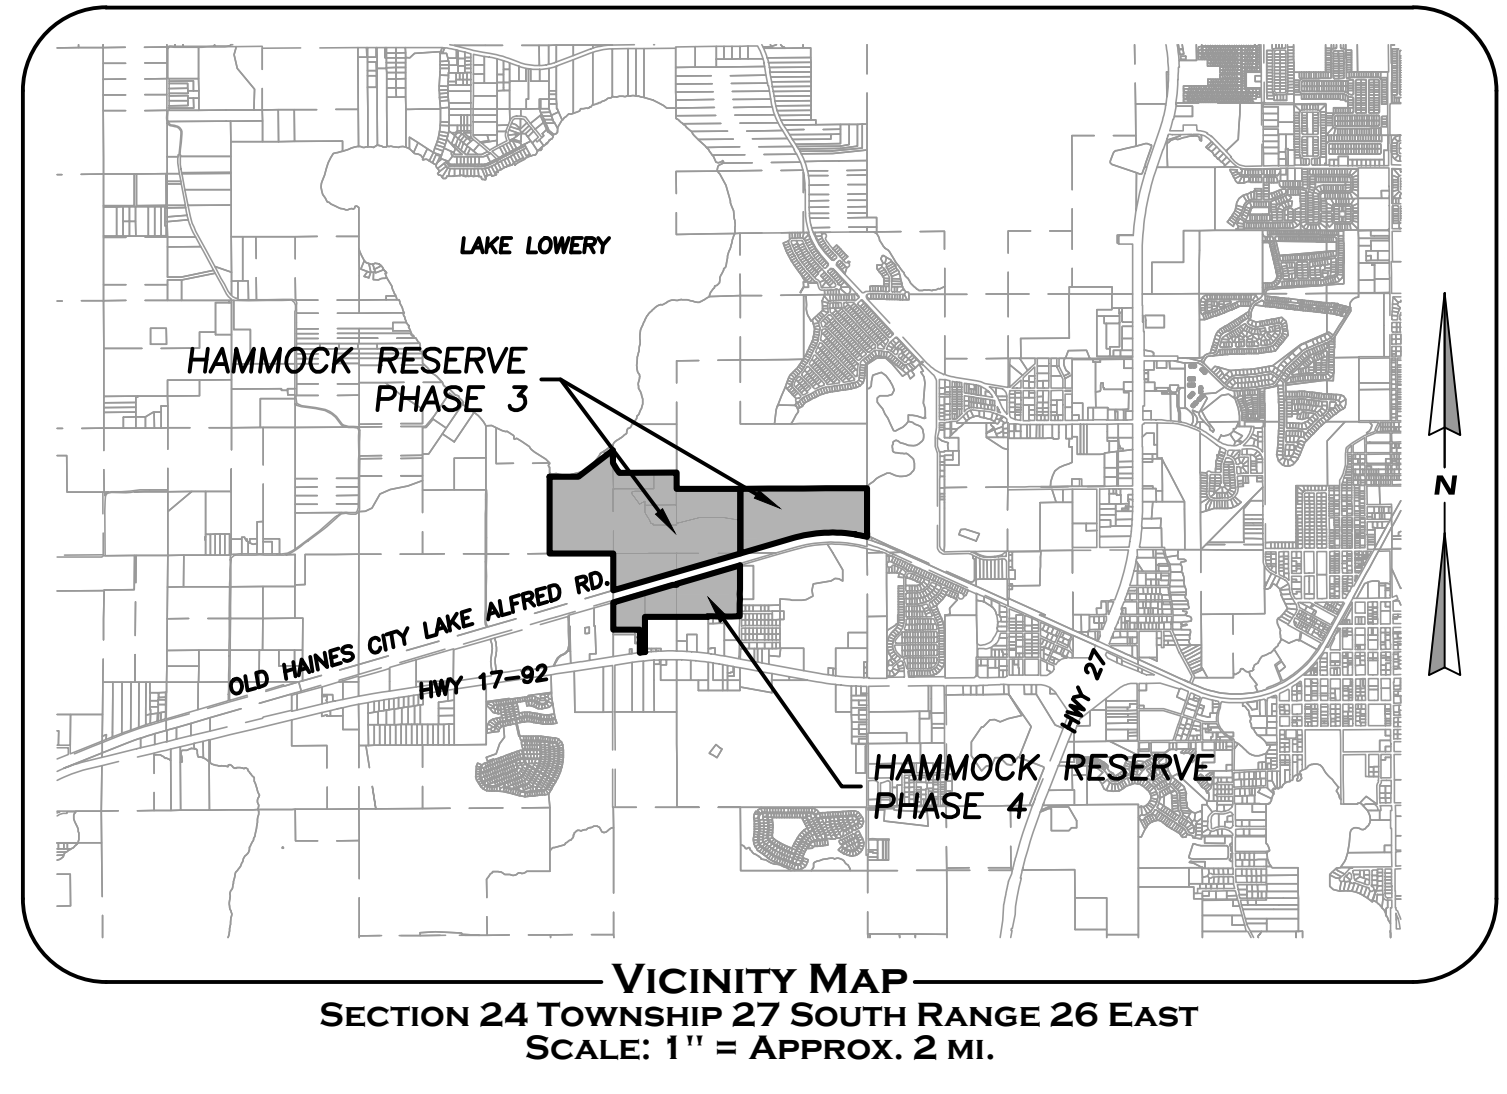 LAKE LOWERY
HAMMOCK RESERVE
PHASE 3
N
OLD HAINES CITY LAKE ALFRED RD.
HWY 17-92
HWY 27
HAMMOCK RESERVE
PHASE 4
VICINITY MAP
SECTION 24 TOWNSHIP 27 SOUTH RANGE 26 EAST
SCALE: 1" = APPROX. 2 MI.